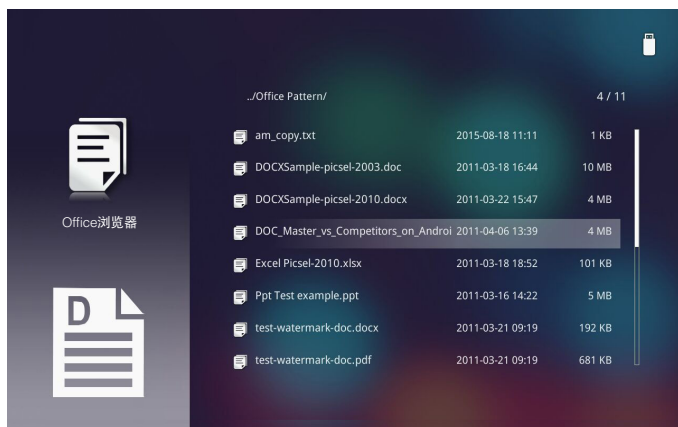 ../Office Pattern/ 4 / 11
am_copy.txt 2015-08-18 11:11 1 KB
DOCXSample-picsel-2003.doc 2011-03-18 16:44 10 MB
DOCXSample-picsel-2010.docx 2011-03-22 15:47 4 MB
Office浏览器
DOC_Master_vs_Competitors_on_Androi 2011-04-06 13:39 4 MB
Excel Picsel-2010.xlsx 2011-03-18 18:52 101 KB
Ppt Test example.ppt 2011-03-16 14:22 5 MB
D
test-watermark-doc.docx 2011-03-21 09:19 192 KB
test-watermark-doc.pdf 2011-03-21 09:19 681 KB